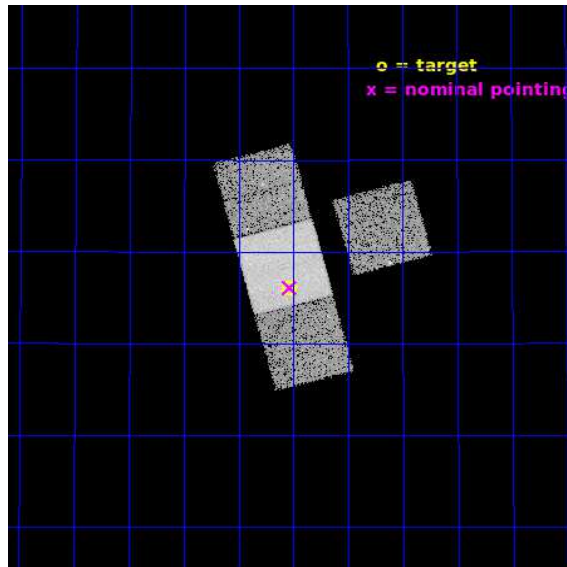 o = target
x = nominal pointing